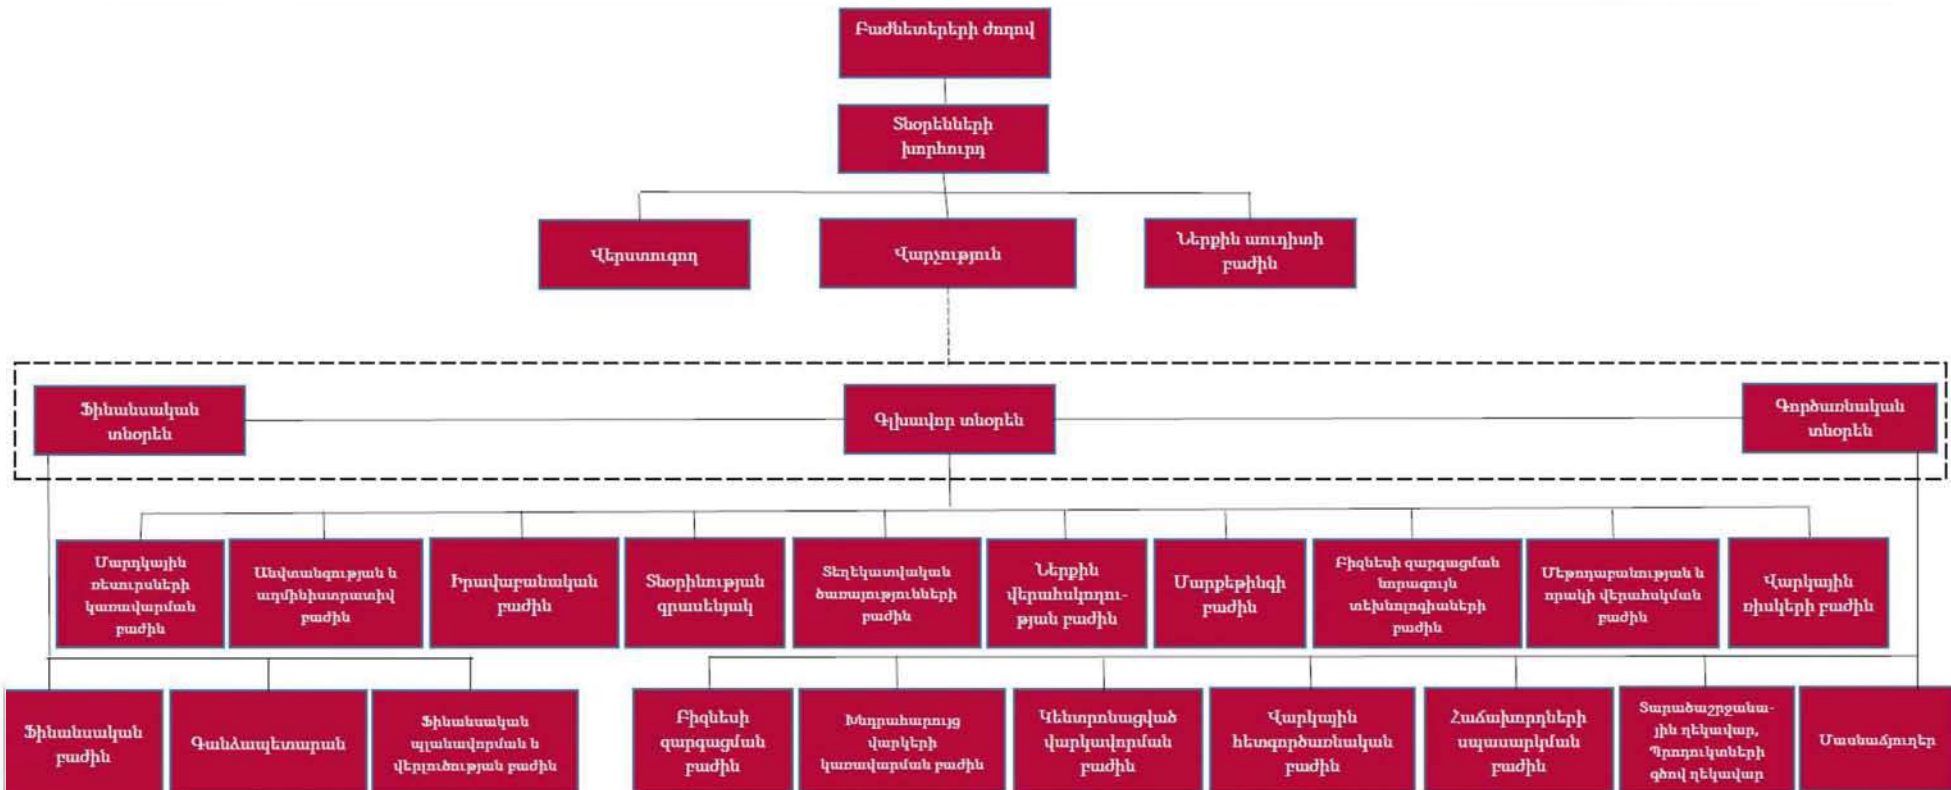 Բաժնետերերի ժողով
Տնօրենների
խորհուրդ
Վերստուգող
Վարչություն
Ներքին աուդիտի
բաժին
Ֆինանսական
տնօրեն
Գլխավոր տնօրեն
Գործառնական
տնօրեն
Մարդկային
ռեսուրսների
կառավարման
բաժին
Անվտանգության և
ադմինիստրատիվ
բաժին
Իրավաբանական
բաժին
Տնօրինության
գրասենյակ
Տեղեկատվական
ծառայությունների
բաժին
Ներքին
վերահսկողու-
թյան բաժին
Մարքեթինգի
բաժին
Բիզնեսի զարգացման
նորագույն
տեխնոլոգիաների
բաժին
Մեթոդաբանության և
որակի վերահսկման
բաժին
Վարկային
ռիսկերի բաժին
Ֆինանսական
բաժին
Գանձապետարան
Ֆինանսական
պլանավորման և
վերլուծության բաժին
Բիզնեսի
զարգացման
բաժին
Խնդրահարույց
վարկերի
կառավարման բաժին
Կենտրոնացված
վարկավորման
բաժին
Վարկային
հետգործառնական
բաժին
Հաճախորդների
սպասարկման
բաժին
Տարածաշրջանա-
յին ղեկավար,
Պրոդուկտների
գծով ղեկավար
Մասնաճյուղեր